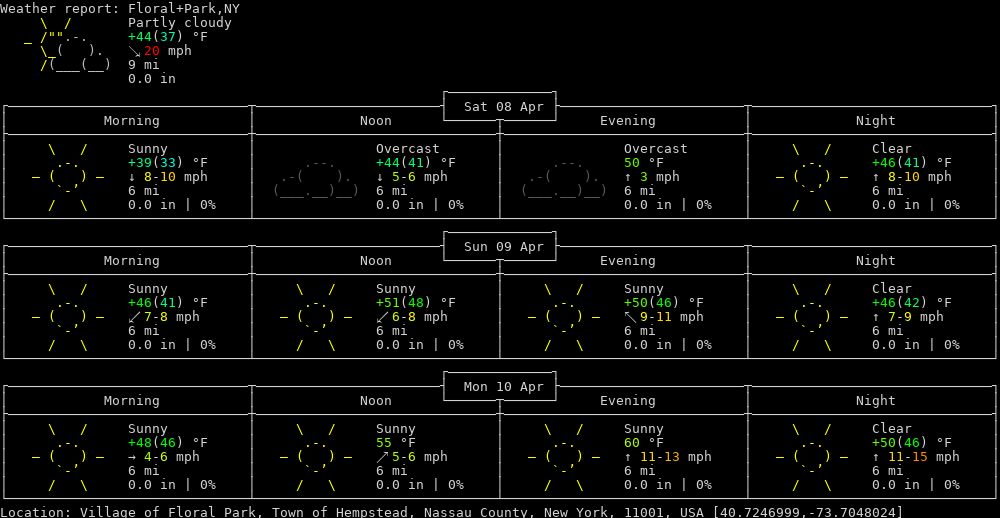 Weather report: Floral+Park,NY
Partly cloudy
+44(37) °F
↘ 20 mph
9 mi
0.0 in
Sat 08 Apr
Morning Noon Evening Night
Sunny Overcast Overcast Clear
+39(33) °F +44(41) °F 50 °F +46(41) °F
↓ 8-10 mph ↓ 5-6 mph ↑ 3 mph ↑ 8-10 mph
6 mi 6 mi 6 mi 6 mi
0.0 in | 0% 0.0 in | 0% 0.0 in | 0% 0.0 in | 0%
Sun 09 Apr
Morning Noon Evening Night
Sunny Sunny Sunny Clear
+46(41) °F +51(48) °F +50(46) °F +46(42) °F
↙ 7-8 mph ↙ 6-8 mph ↖ 9-11 mph ↑ 7-9 mph
6 mi 6 mi 6 mi 6 mi
0.0 in | 0% 0.0 in | 0% 0.0 in | 0% 0.0 in | 0%
Mon 10 Apr
Morning Noon Evening Night
Sunny Sunny Sunny Clear
+48(46) °F 55 °F 60 °F +50(46) °F
→ 4-6 mph ↗ 5-6 mph ↑ 11-13 mph ↑ 11-15 mph
6 mi 6 mi 6 mi 6 mi
0.0 in | 0% 0.0 in | 0% 0.0 in | 0% 0.0 in | 0%
Location: Village of Floral Park, Town of Hempstead, Nassau County, New York, 11001, USA [40.7246999,-73.7048024]